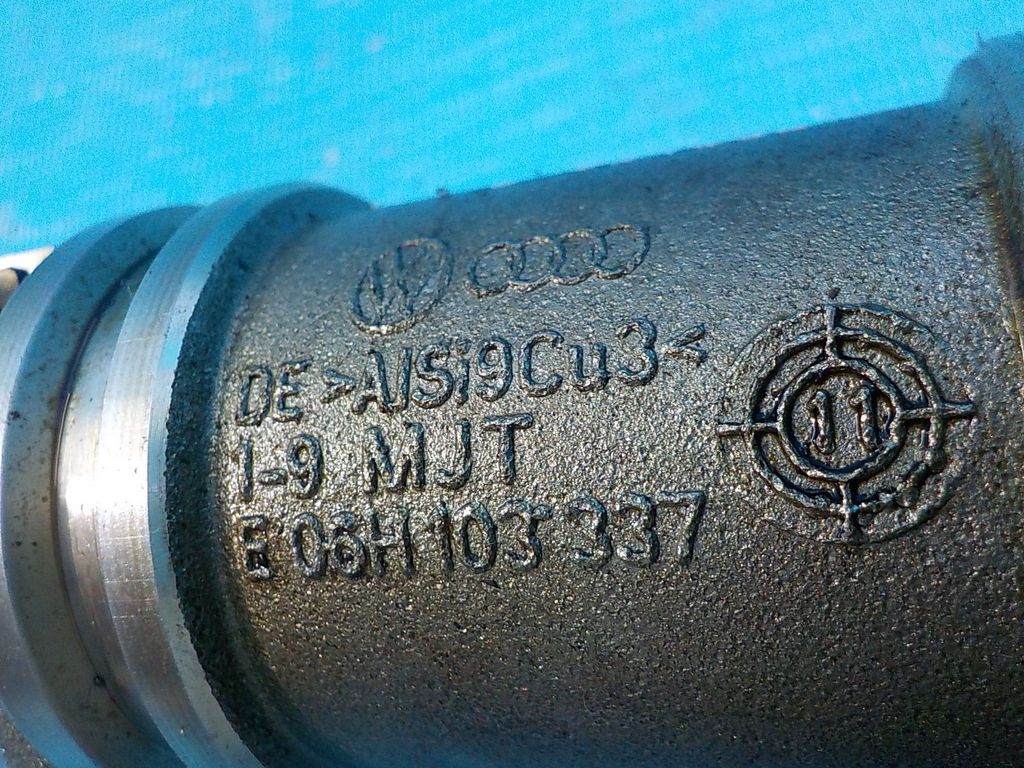 DE >AlSi9Cu3<
1-9 MJT
E 06H 103 337
11